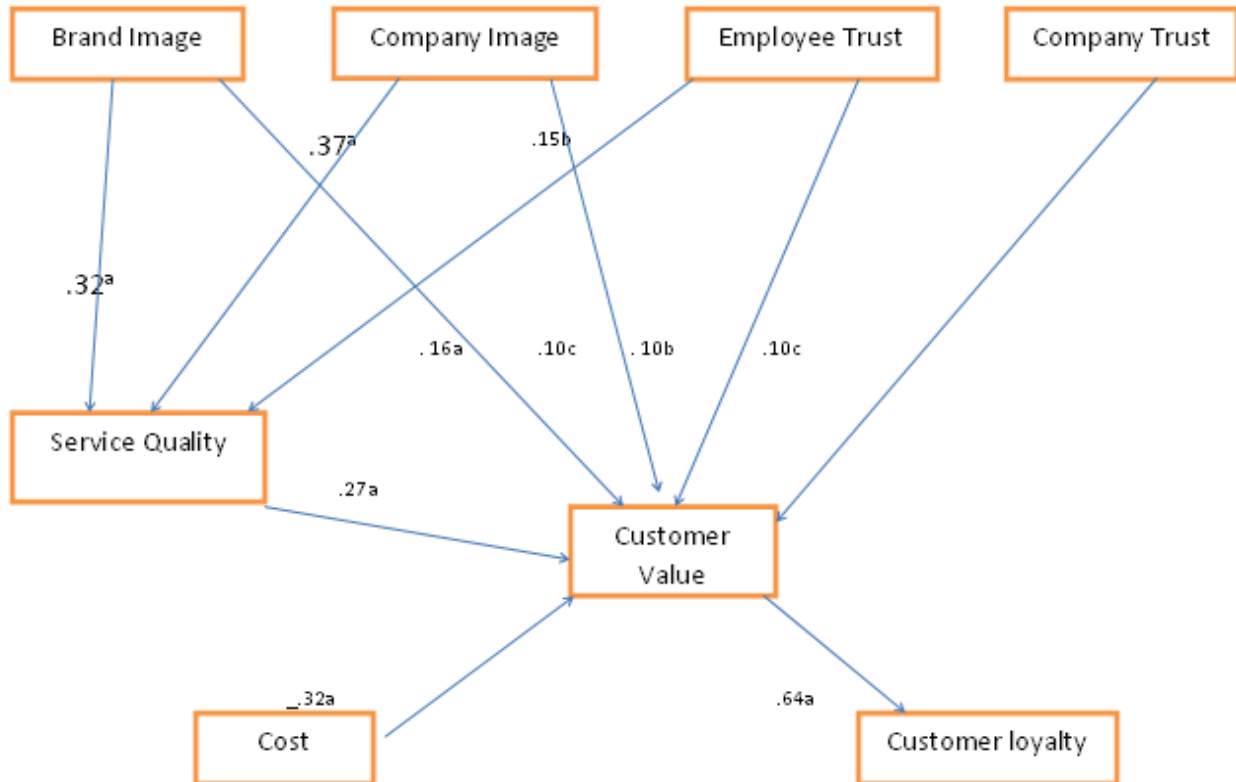 Brand Image
Company Image
Employee Trust
Company Trust
.37ª
.15b
.32ª
.16a
.10c
.10b
.10c
Service Quality
.27a
Customer
Value
_.32a
.64a
Cost
Customer loyalty